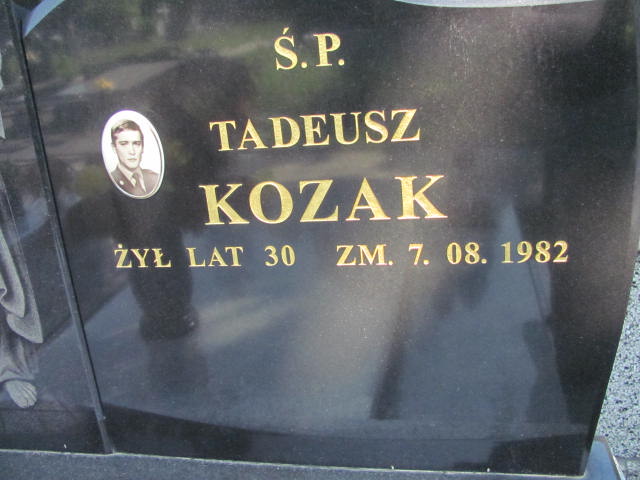 Ś.P.
TADEUSZ
KOZAK
ŻYŁ LAT 30 ZM. 7. 08. 1982